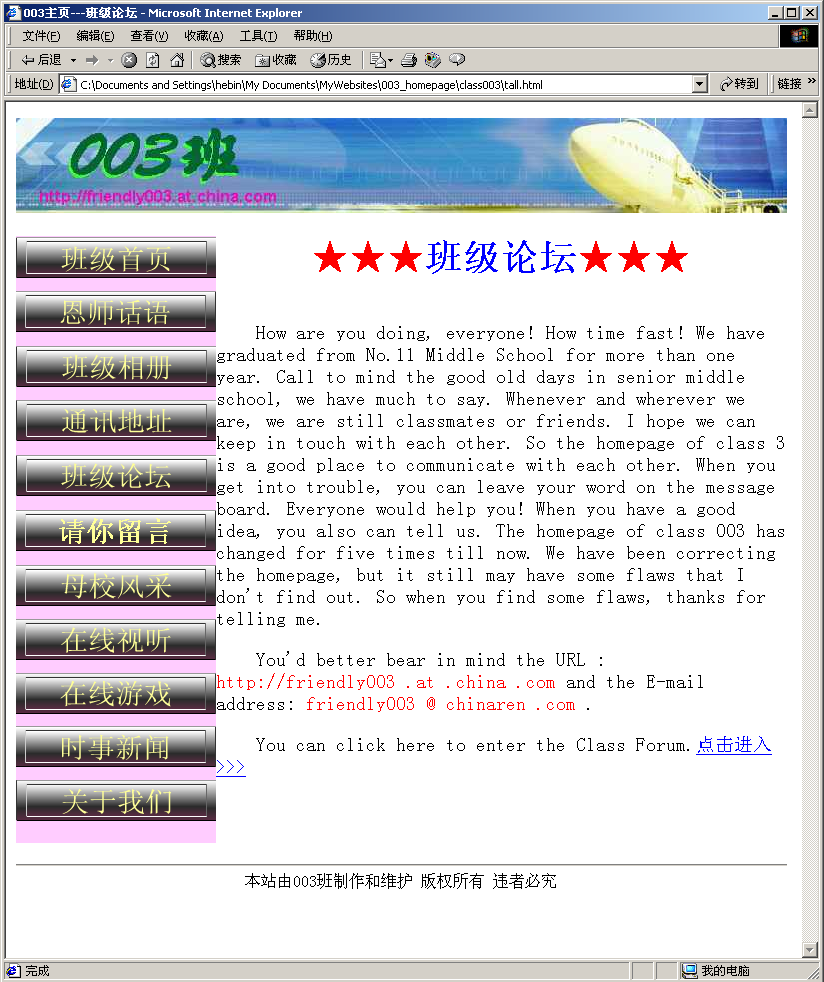 003主页---班级论坛 - Microsoft Internet Explorer
文件(F) 编辑(E) 查看(V) 收藏(A) 工具(T) 帮助(H)
后退 搜索 收藏 历史
地址(D) C:\Documents and Settings\hebin\My Documents\MyWebsites\003_homepage\class003\tall.html 转到 链接 »
003班
http://friendly003.at.china.com
班级首页
恩师话语
班级相册
通讯地址
班级论坛
请你留言
母校风采
在线视听
在线游戏
时事新闻
关于我们
★★★班级论坛★★★
How are you doing, everyone! How time fast! We have
graduated from No.11 Middle School for more than one
year. Call to mind the good old days in senior middle
school, we have much to say. Whenever and wherever we
are, we are still classmates or friends. I hope we can
keep in touch with each other. So the homepage of class 3
is a good place to communicate with each other. When you
get into trouble, you can leave your word on the message
board. Everyone would help you! When you have a good
idea, you also can tell us. The homepage of class 003 has
changed for five times till now. We have been correcting
the homepage, but it still may have some flaws that I
don't find out. So when you find some flaws, thanks for
telling me.
You'd better bear in mind the URL :
http://friendly003 .at .china .com and the E-mail
address: friendly003 @ chinaren .com .
You can click here to enter the Class Forum.点击进入
>>>
本站由003班制作和维护 版权所有 违者必究
完成 我的电脑